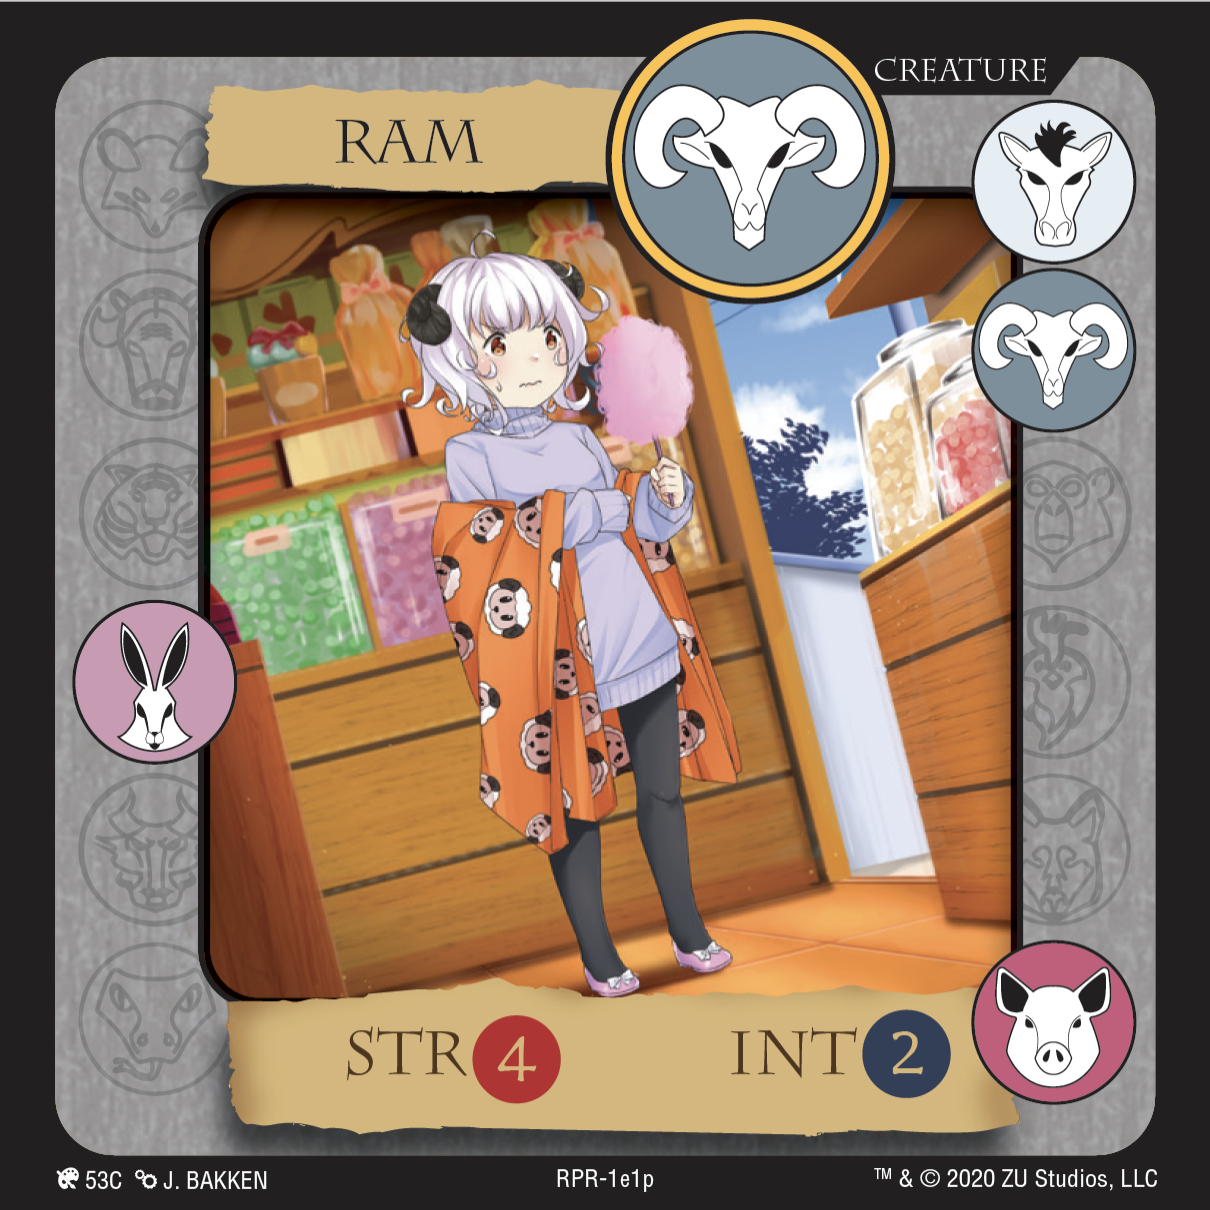 CREATURE
RAM
STR 4 INT 2
53C J. BAKKEN RPR-1e1p ™ & © 2020 ZU Studios, LLC